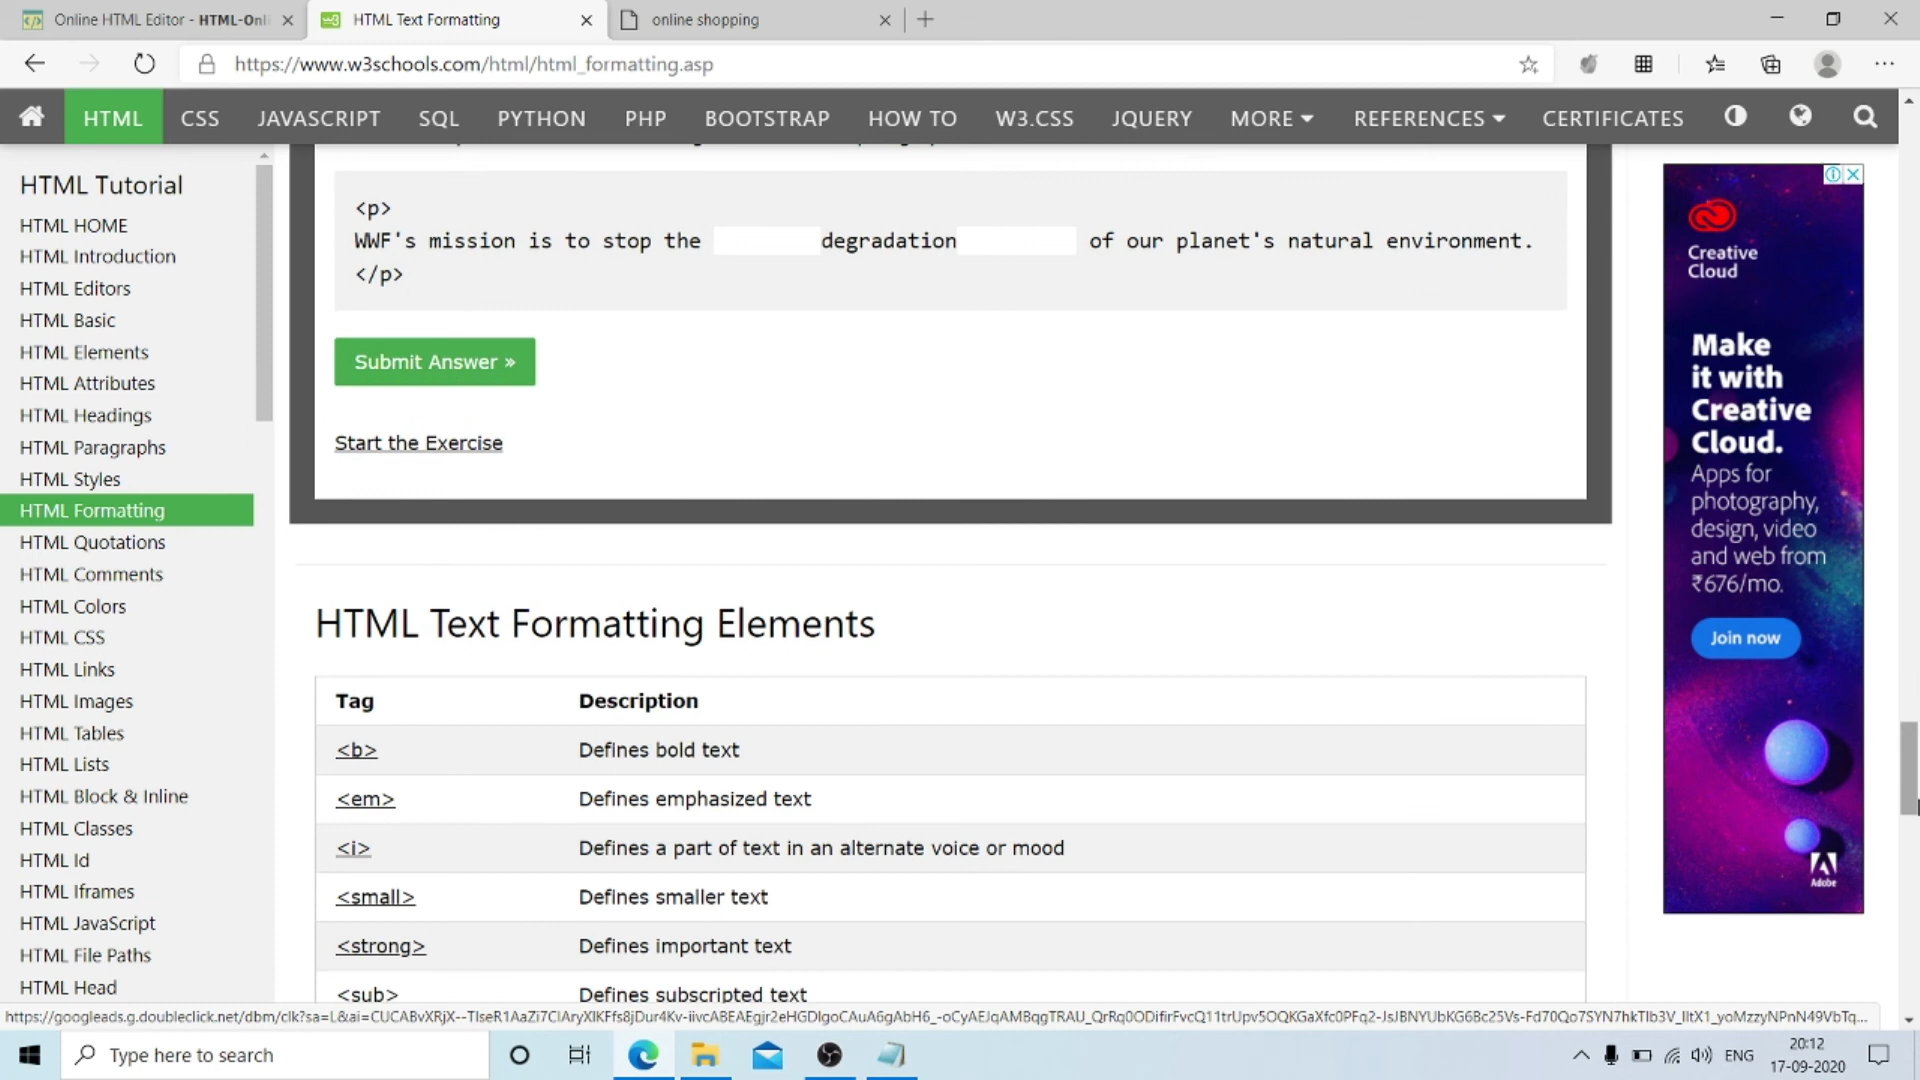 Online HTML Editor - HTML-Onli
HTML Text Formatting
online shopping
https://www.w3schools.com/html/html_formatting.asp
HTML CSS JAVASCRIPT SQL PYTHON PHP BOOTSTRAP HOW TO W3.CSS JQUERY MORE REFERENCES CERTIFICATES
HTML Tutorial
HTML HOME
HTML Introduction
HTML Editors
HTML Basic
HTML Elements
HTML Attributes
HTML Headings
HTML Paragraphs
HTML Styles
HTML Formatting
HTML Quotations
HTML Comments
HTML Colors
HTML CSS
HTML Links
HTML Images
HTML Tables
HTML Lists
HTML Block & Inline
HTML Classes
HTML Id
HTML Iframes
HTML JavaScript
HTML File Paths
HTML Head
<p>
WWF's mission is to stop the degradation of our planet's natural environment.
</p>
Submit Answer »
Start the Exercise
HTML Text Formatting Elements
Tag Description
<b> Defines bold text
<em> Defines emphasized text
<i> Defines a part of text in an alternate voice or mood
<small> Defines smaller text
<strong> Defines important text
<sub> Defines subscripted text
Creative
Cloud
Make
it with
Creative
Cloud.
Apps for
photography,
design, video
and web from
₹676/mo.
Join now
Adobe
Type here to search
ENG
20:12
17-09-2020